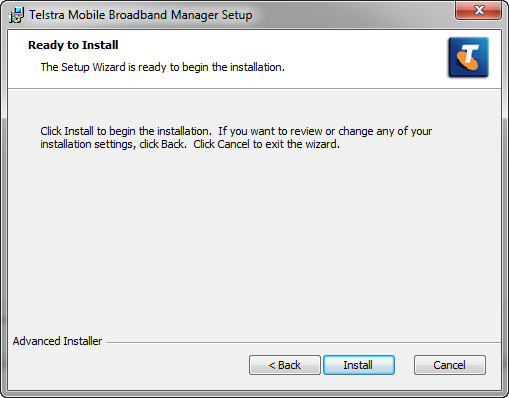 Telstra Mobile Broadband Manager Setup
Ready to Install
The Setup Wizard is ready to begin the installation.
T
Click Install to begin the installation.  If you want to review or change any of your
installation settings, click Back.  Click Cancel to exit the wizard.
Advanced Installer
< Back
Install
Cancel